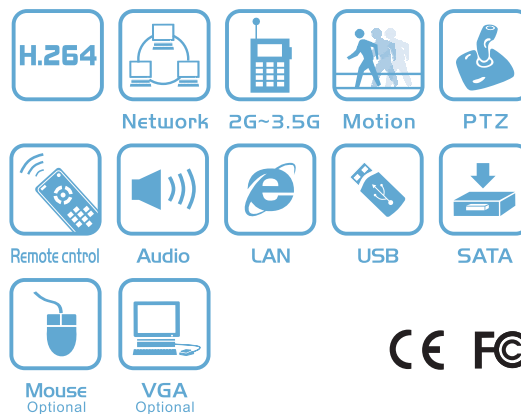 H.264
Network 2G~3.5G Motion PTZ
Remote cntrol Audio LAN USB SATA
Mouse VGA
Optional Optional
CE FC